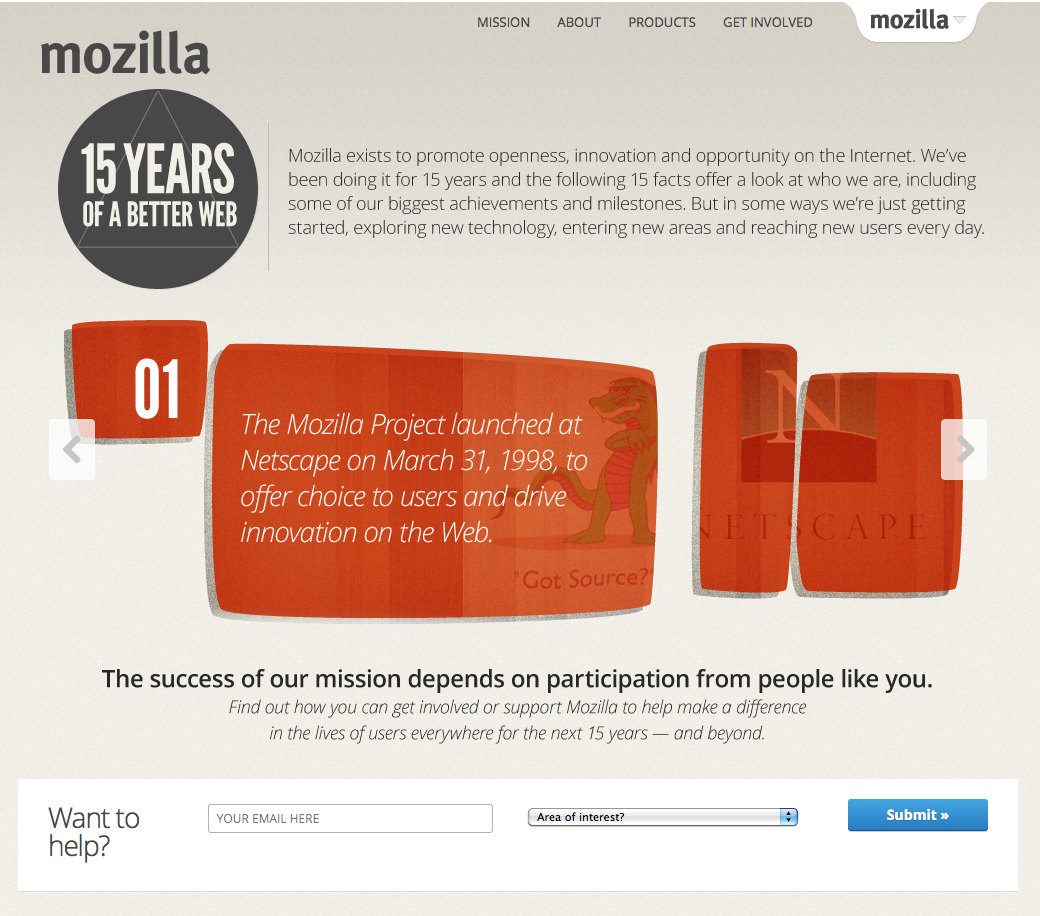 MISSION ABOUT PRODUCTS GET INVOLVED
mozilla
mozilla
15 YEARS
OF A BETTER WEB
Mozilla exists to promote openness, innovation and opportunity on the Internet. We've
been doing it for 15 years and the following 15 facts offer a look at who we are, including
some of our biggest achievements and milestones. But in some ways we're just getting
started, exploring new technology, entering new areas and reaching new users every day.
01
The Mozilla Project launched at
Netscape on March 31, 1998, to
offer choice to users and drive
innovation on the Web.
"Got Source?"
N
NETSCAPE
The success of our mission depends on participation from people like you.
Find out how you can get involved or support Mozilla to help make a difference
in the lives of users everywhere for the next 15 years — and beyond.
Want to
help?
YOUR EMAIL HERE
Area of interest?
Submit »